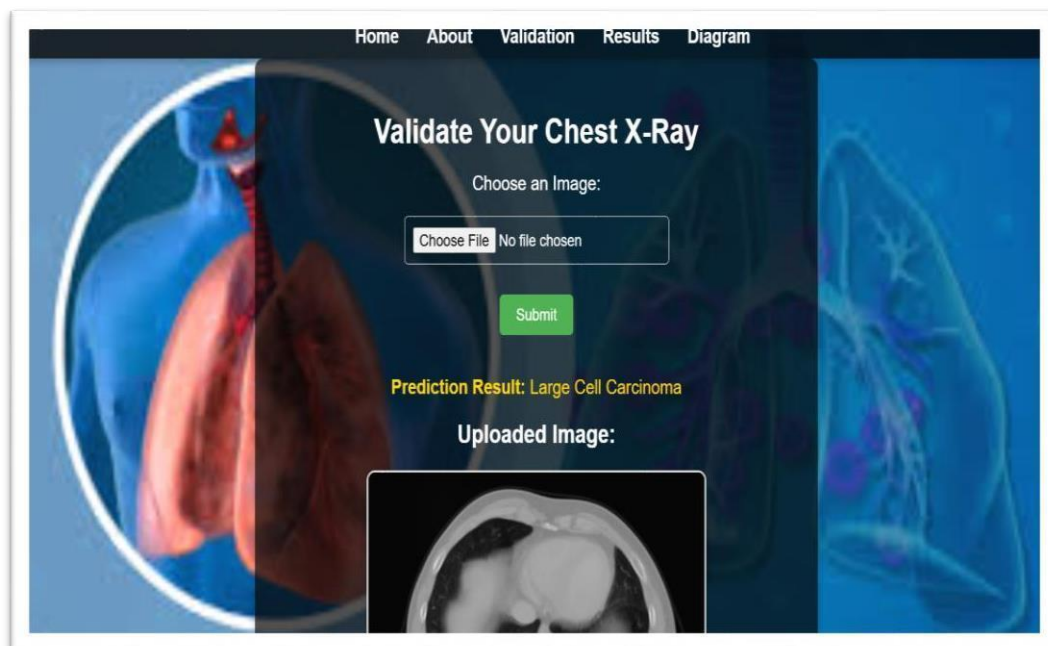 Home About Validation Results Diagram
Validate Your Chest X-Ray
Choose an Image:
Choose File No file chosen
Submit
Prediction Result: Large Cell Carcinoma
Uploaded Image: